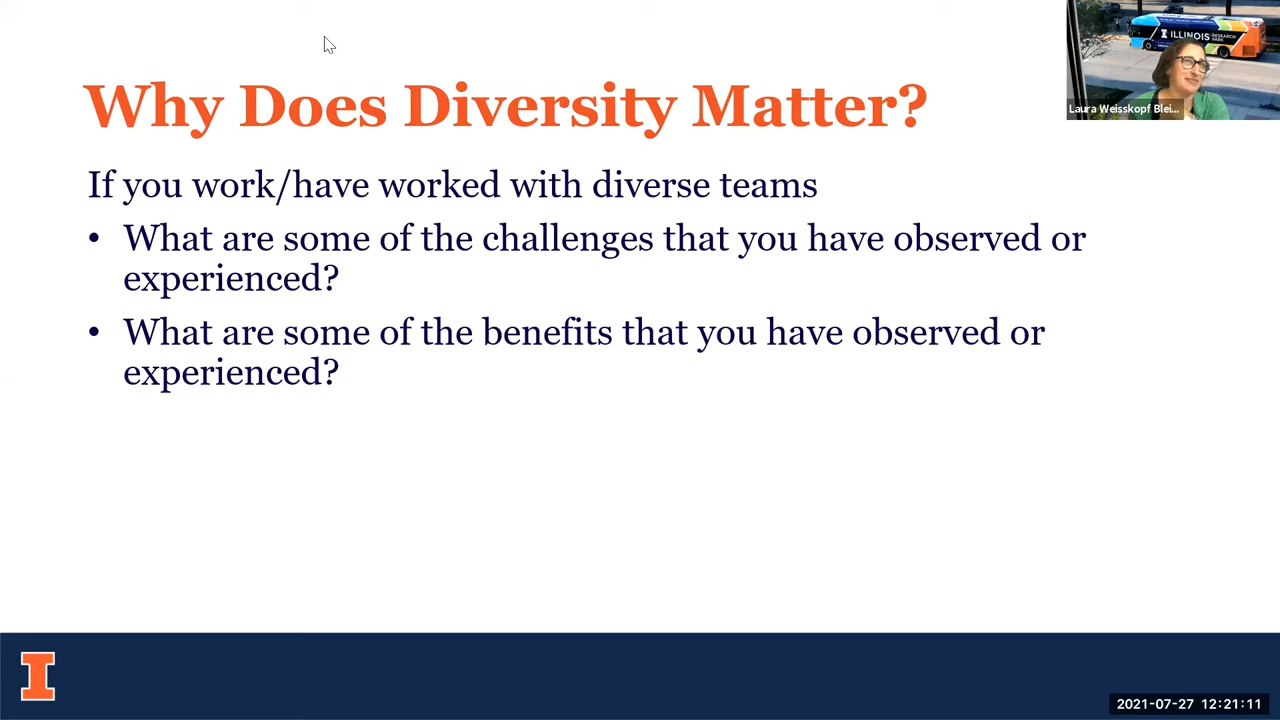 Why Does Diversity Matter?
If you work/have worked with diverse teams
• What are some of the challenges that you have observed or
experienced?
• What are some of the benefits that you have observed or
experienced?
I ILLINOIS RESEARCH
PARK
Laura Weisskopf Blei...
I
2021-07-27 12:21:11